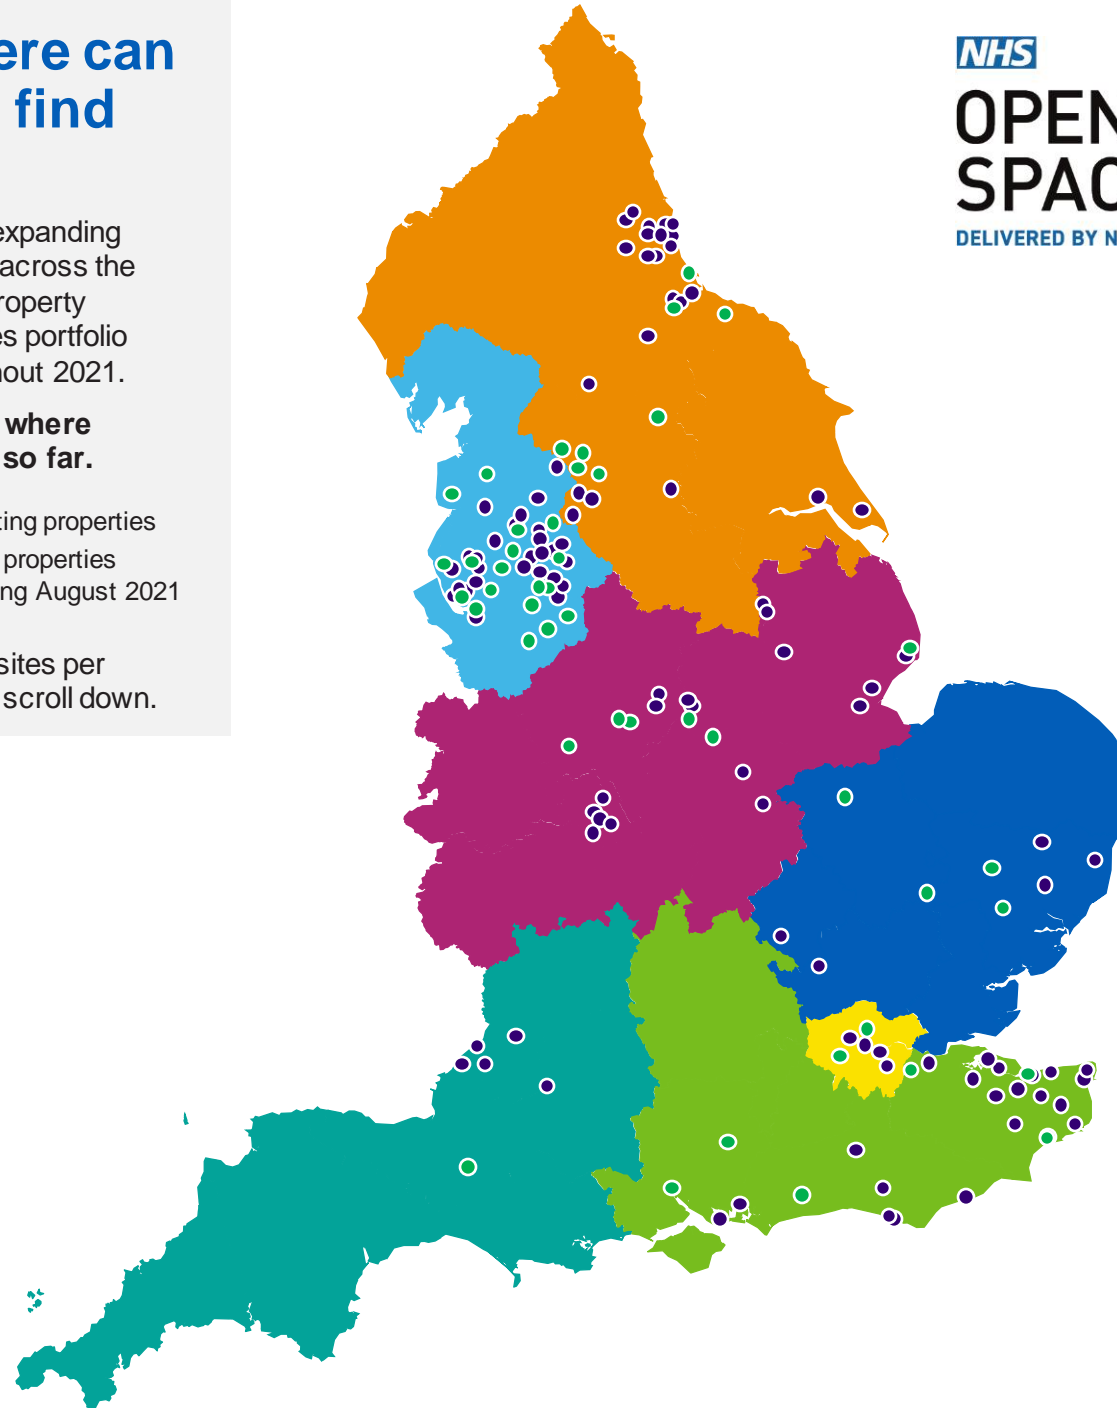 ere can
find
expanding
across the
roperty
es portfolio
hout 2021.
where
so far.
ting properties
properties
ng August 2021
sites per
scroll down.
NHS
OPEN
SPAC
DELIVERED BY N